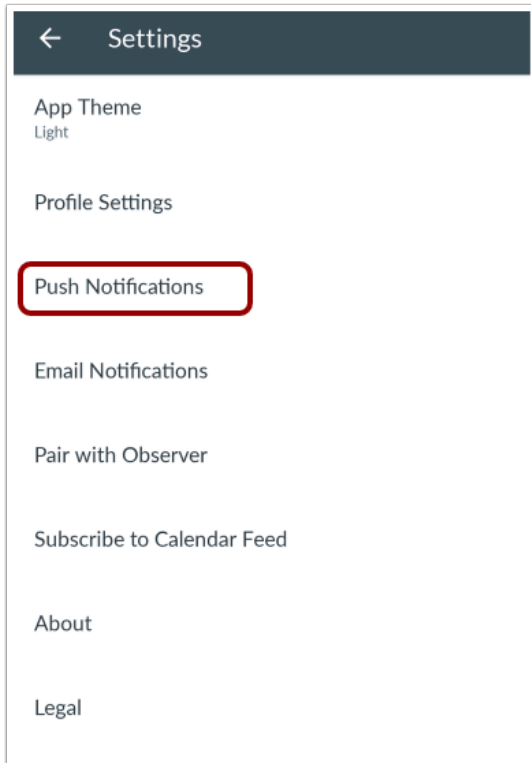 Settings
App Theme
Light
Profile Settings
Push Notifications
Email Notifications
Pair with Observer
Subscribe to Calendar Feed
About
Legal